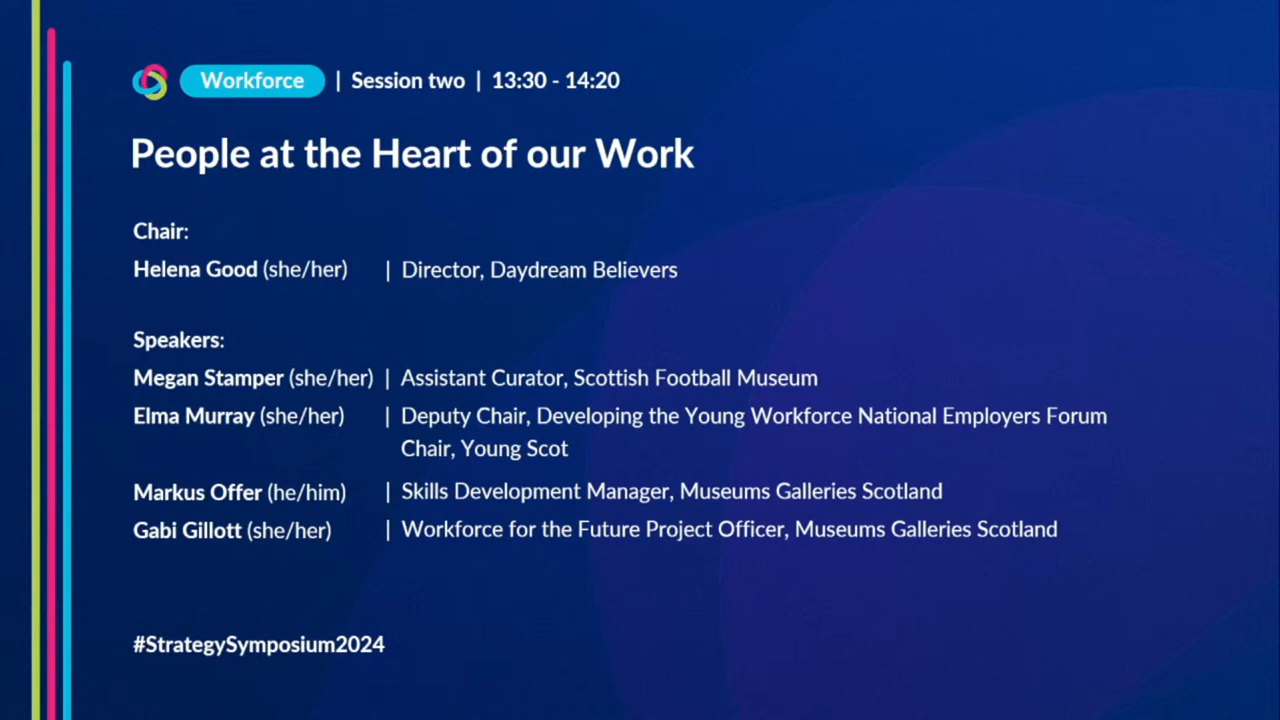 Workforce | Session two | 13:30 - 14:20
People at the Heart of our Work
Chair:
Helena Good (she/her) | Director, Daydream Believers
Speakers:
Megan Stamper (she/her) | Assistant Curator, Scottish Football Museum
Elma Murray (she/her) | Deputy Chair, Developing the Young Workforce National Employers Forum
Chair, Young Scot
Markus Offer (he/him) | Skills Development Manager, Museums Galleries Scotland
Gabi Gillott (she/her) | Workforce for the Future Project Officer, Museums Galleries Scotland
#StrategySymposium2024